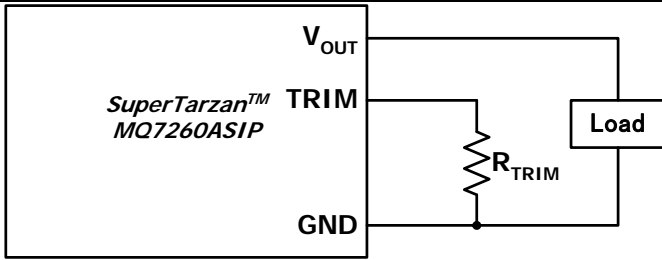 VOUT
SuperTarzan™ TRIM
MQ7260ASIP
Load
RTRIM
GND